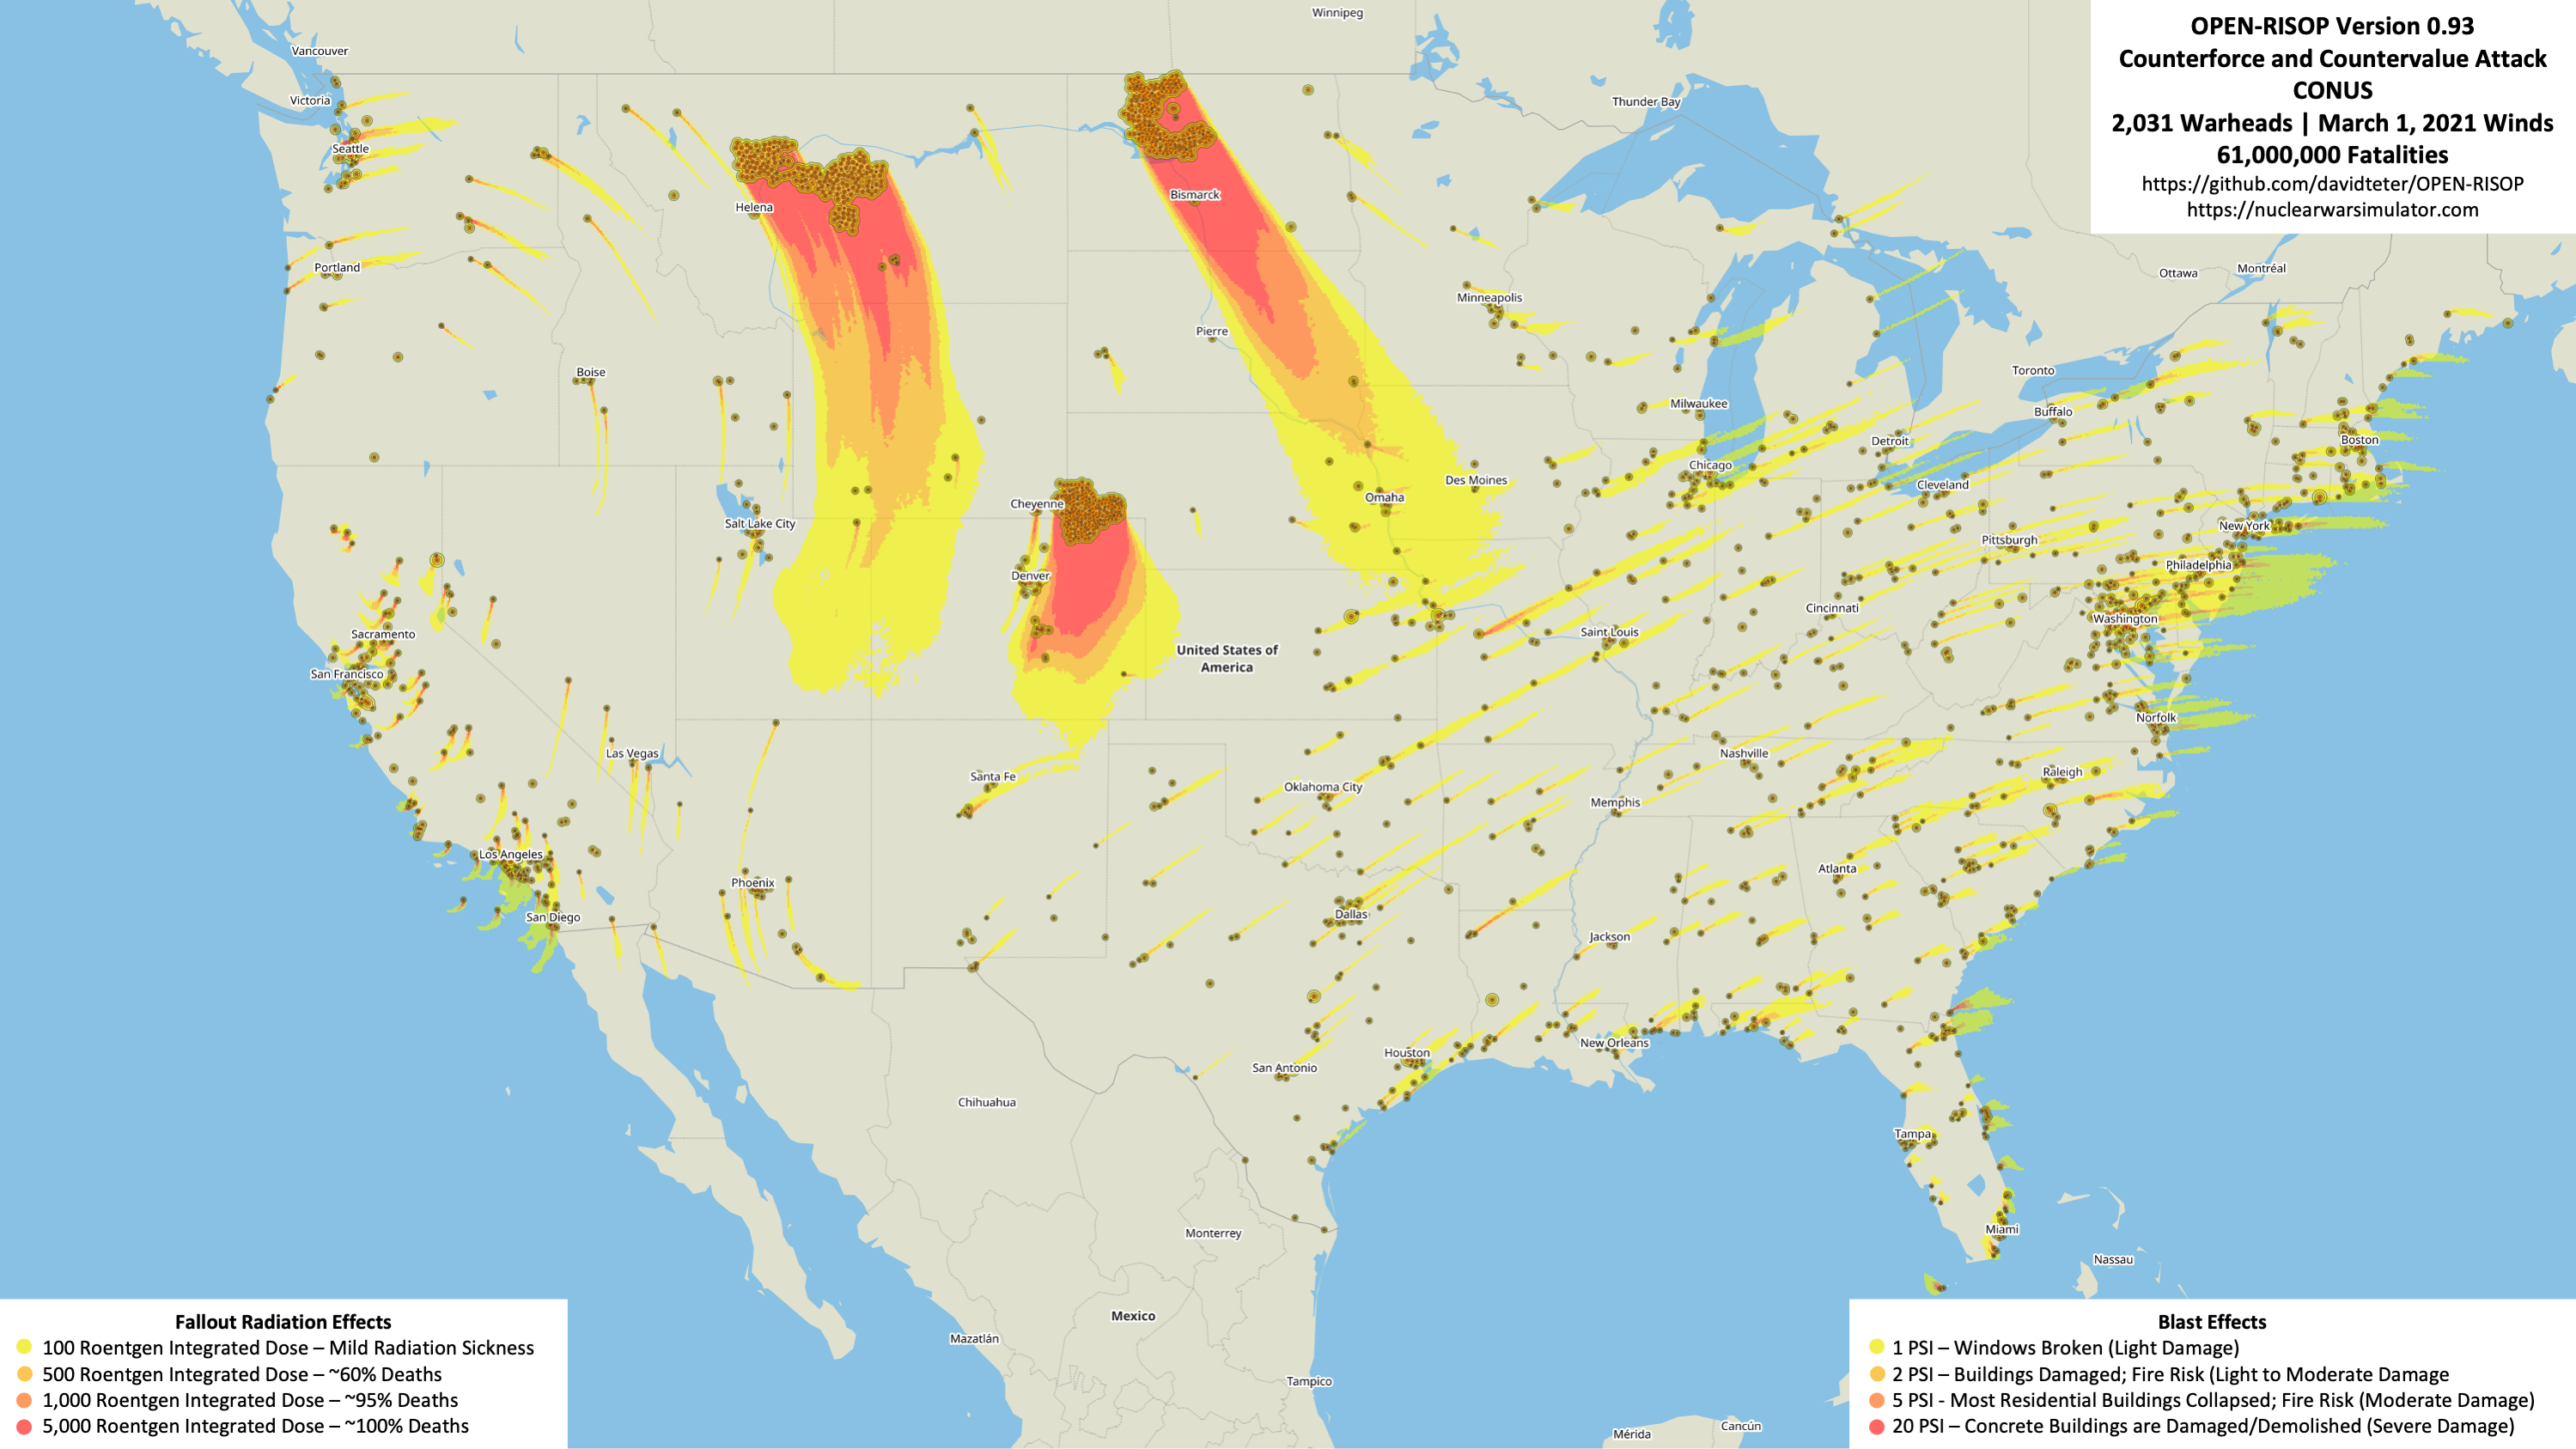 OPEN-RISOP Version 0.93
Counterforce and Countervalue Attack
CONUS
2,031 Warheads | March 1, 2021 Winds
61,000,000 Fatalities
https://github.com/davidteter/OPEN-RISOP
https://nuclearwarsimulator.com
Winnipeg
Vancouver
Victoria
Thunder Bay
Seattle
Bismarck
Helena
Portland
Ottawa
Montréal
Minneapolis
Pierre
Toronto
Boise
Milwaukee
Buffalo
Detroit
Boston
Chicago
Des Moines
Cleveland
Omaha
Cheyenne
Salt Lake City
New York
Pittsburgh
Philadelphia
Denver
Cincinnati
Washington
Sacramento
Saint Louis
United States of
America
San Francisco
Norfolk
Las Vegas
Nashville
Raleigh
Santa Fe
Oklahoma City
Memphis
Los Angeles
Atlanta
Phoenix
San Diego
Dallas
Jackson
New Orleans
Houston
San Antonio
Chihuahua
Tampa
Miami
Monterrey
Nassau
Mexico
Mazatlán
Tampico
Cancún
Mérida
Fallout Radiation Effects
100 Roentgen Integrated Dose – Mild Radiation Sickness
500 Roentgen Integrated Dose – ~60% Deaths
1,000 Roentgen Integrated Dose – ~95% Deaths
5,000 Roentgen Integrated Dose – ~100% Deaths
Blast Effects
1 PSI – Windows Broken (Light Damage)
2 PSI – Buildings Damaged; Fire Risk (Light to Moderate Damage
5 PSI - Most Residential Buildings Collapsed; Fire Risk (Moderate Damage)
20 PSI – Concrete Buildings are Damaged/Demolished (Severe Damage)